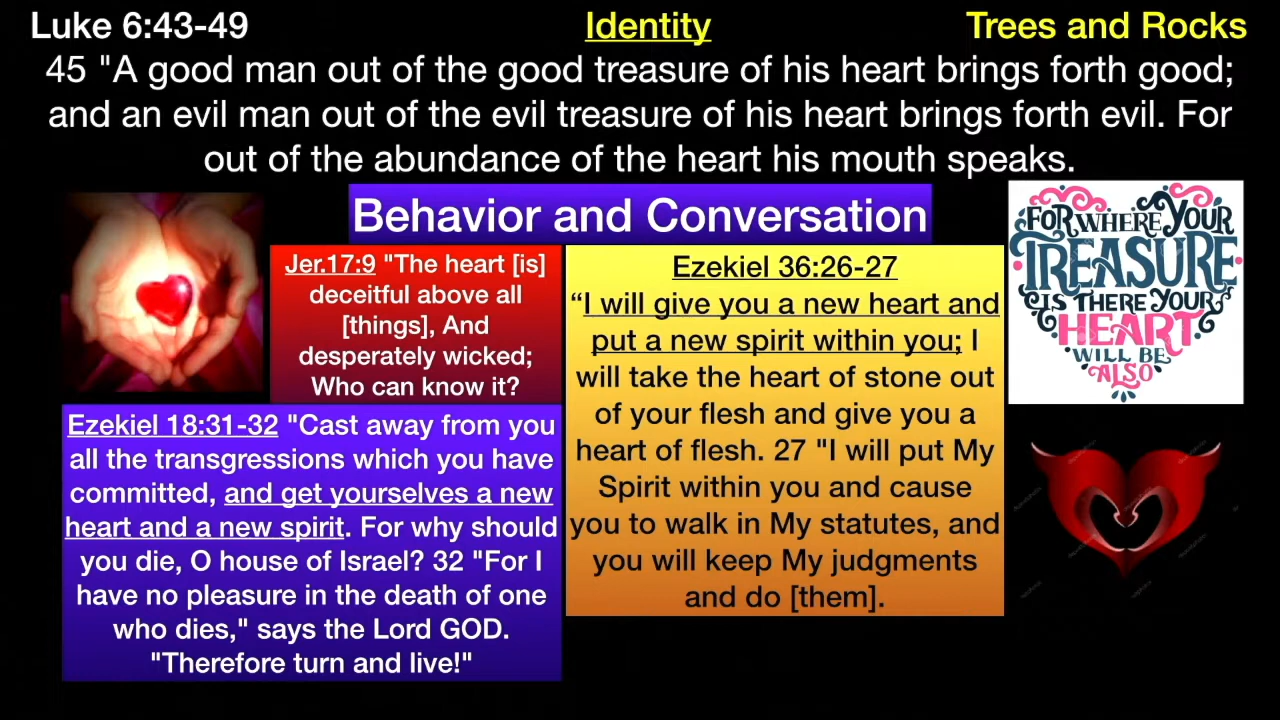 Luke 6:43-49
Identity
Trees and Rocks
45 "A good man out of the good treasure of his heart brings forth good;
and an evil man out of the evil treasure of his heart brings forth evil. For
out of the abundance of the heart his mouth speaks.
Behavior and Conversation
Jer.17:9 "The heart [is]
deceitful above all
[things], And
desperately wicked;
Who can know it?
Ezekiel 18:31-32 "Cast away from you
all the transgressions which you have
committed, and get yourselves a new
heart and a new spirit. For why should
you die, O house of Israel? 32 "For I
have no pleasure in the death of one
who dies," says the Lord GOD.
"Therefore turn and live!"
Ezekiel 36:26-27
“I will give you a new heart and
put a new spirit within you; I
will take the heart of stone out
of your flesh and give you a
heart of flesh. 27 "I will put My
Spirit within you and cause
you to walk in My statutes, and
you will keep My judgments
and do [them].
FOR WHERE YOUR
TREASURE
IS THERE YOUR
HEART
WILL BE
ALSO